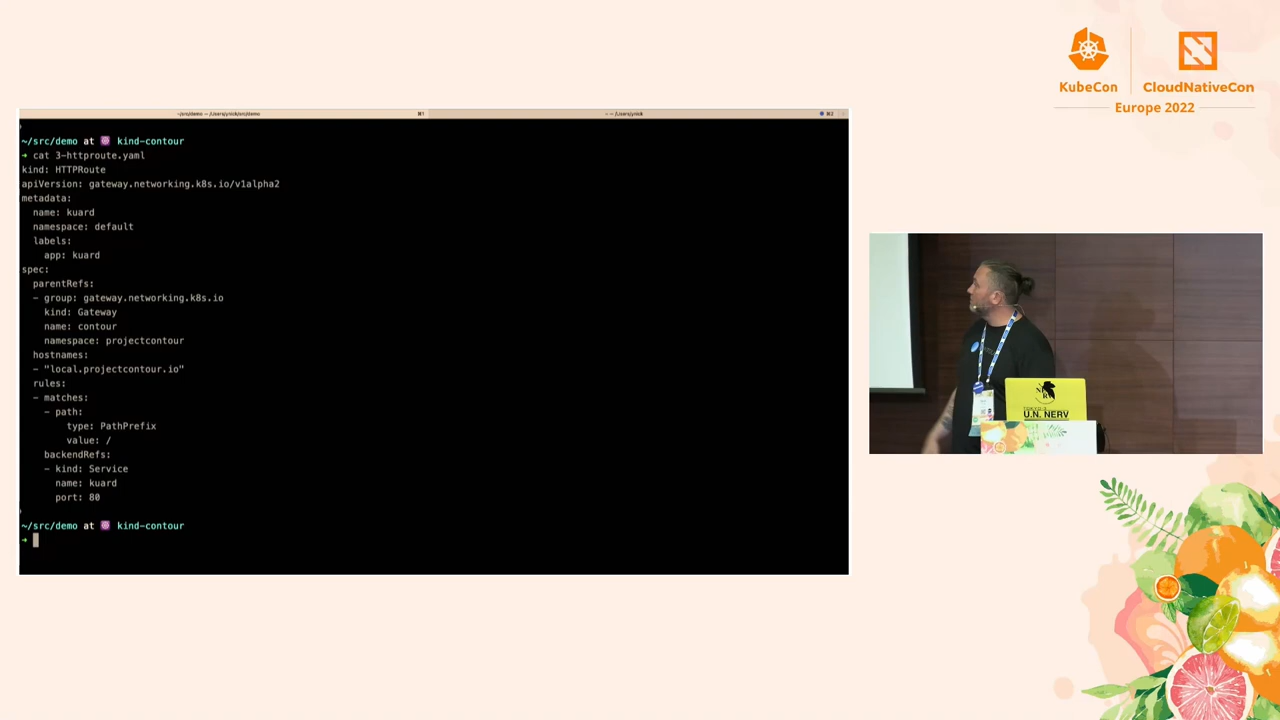 KubeCon
CloudNativeCon
Europe 2022
~/src/demo at kind-contour
➜ cat 3-httproute.yaml
kind: HTTPRoute
apiVersion: gateway.networking.k8s.io/v1alpha2
metadata:
  name: kuard
  namespace: default
  labels:
    app: kuard
spec:
  parentRefs:
  - group: gateway.networking.k8s.io
    kind: Gateway
    name: contour
    namespace: projectcontour
  hostnames:
  - "local.projectcontour.io"
  rules:
  - matches:
    - path:
        type: PathPrefix
        value: /
    backendRefs:
    - kind: Service
      name: kuard
      port: 80
~/src/demo at kind-contour
➜
U.N. NERV